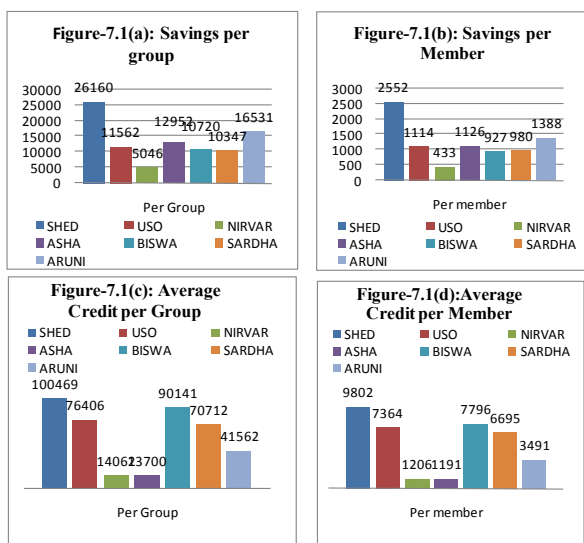 Figure-7.1(a): Savings per
group
30000
25000
20000
15000
10000
5000
0
26160
11562
5046
12952
10720
10347
16531
Per Group
SHED USO NIRVAR
ASHA BISWA SARDHA
ARUNI
Figure-7.1(b): Savings per
Member
3000
2500
2000
1500
1000
500
0
2552
1114
433
1126
927
980
1388
Per member
SHED USO NIRVAR
ASHA BISWA SARDHA
ARUNI
Figure-7.1(c): Average
Credit per Group
SHED USO NIRVAR
ASHA BISWA SARDHA
ARUNI
100469
76406
14061
13700
90141
70712
41562
Per Group
Figure-7.1(d):Average
Credit per Member
SHED USO NIRVAR
ASHA BISWA SARDHA
ARUNI
9802
7364
1206
1191
7796
6695
3491
Per member